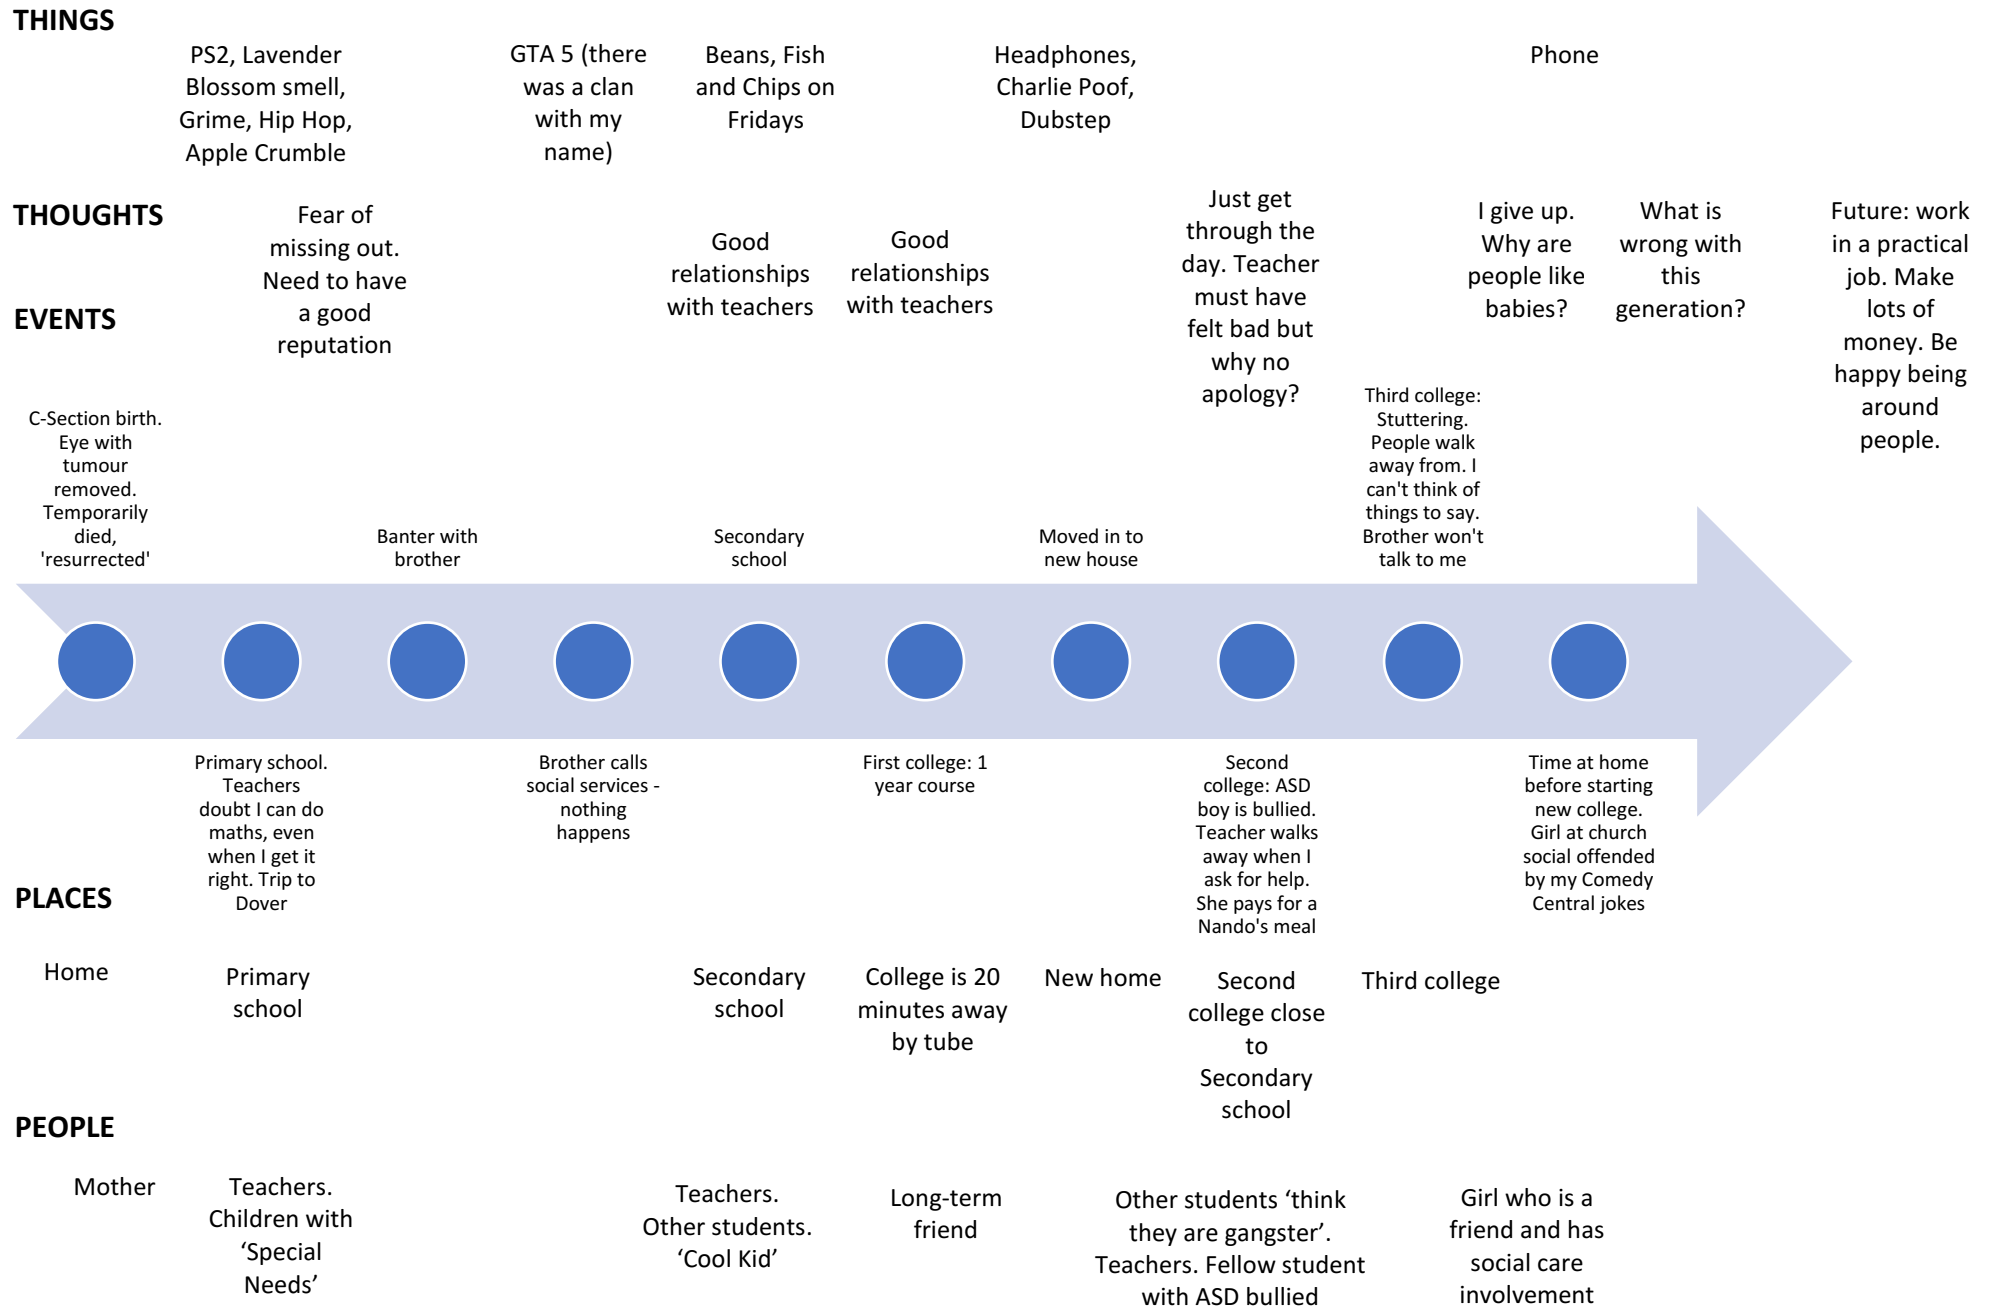 THINGS
PS2, Lavender
Blossom smell,
Grime, Hip Hop,
Apple Crumble
GTA 5 (there
was a clan
with my
name)
Beans, Fish
and Chips on
Fridays
Headphones,
Charlie Poof,
Dubstep
Phone
THOUGHTS
Fear of
missing out.
Need to have
a good
reputation
Good
relationships
with teachers
Good
relationships
with teachers
Just get
through the
day. Teacher
must have
felt bad but
why no
apology?
I give up.
Why are
people like
babies?
What is
wrong with
this
generation?
Future: work
in a practical
job. Make
lots of
money. Be
happy being
around
people.
EVENTS
C-Section birth.
Eye with
tumour
removed.
Temporarily
died,
'resurrected'
Banter with
brother
Secondary
school
Moved in to
new house
Third college:
Stuttering.
People walk
away from. I
can't think of
things to say.
Brother won't
talk to me
Primary school.
Teachers
doubt I can do
maths, even
when I get it
right. Trip to
Dover
Brother calls
social services -
nothing
happens
First college: 1
year course
Second
college: ASD
boy is bullied.
Teacher walks
away when I
ask for help.
She pays for a
Nando's meal
Time at home
before starting
new college.
Girl at church
social offended
by my Comedy
Central jokes
PLACES
Home
Primary
school
Secondary
school
College is 20
minutes away
by tube
New home
Second
college close
to
Secondary
school
Third college
PEOPLE
Mother
Teachers.
Children with
‘Special
Needs’
Teachers.
Other students.
‘Cool Kid’
Long-term
friend
Other students ‘think
they are gangster’.
Teachers. Fellow student
with ASD bullied
Girl who is a
friend and has
social care
involvement